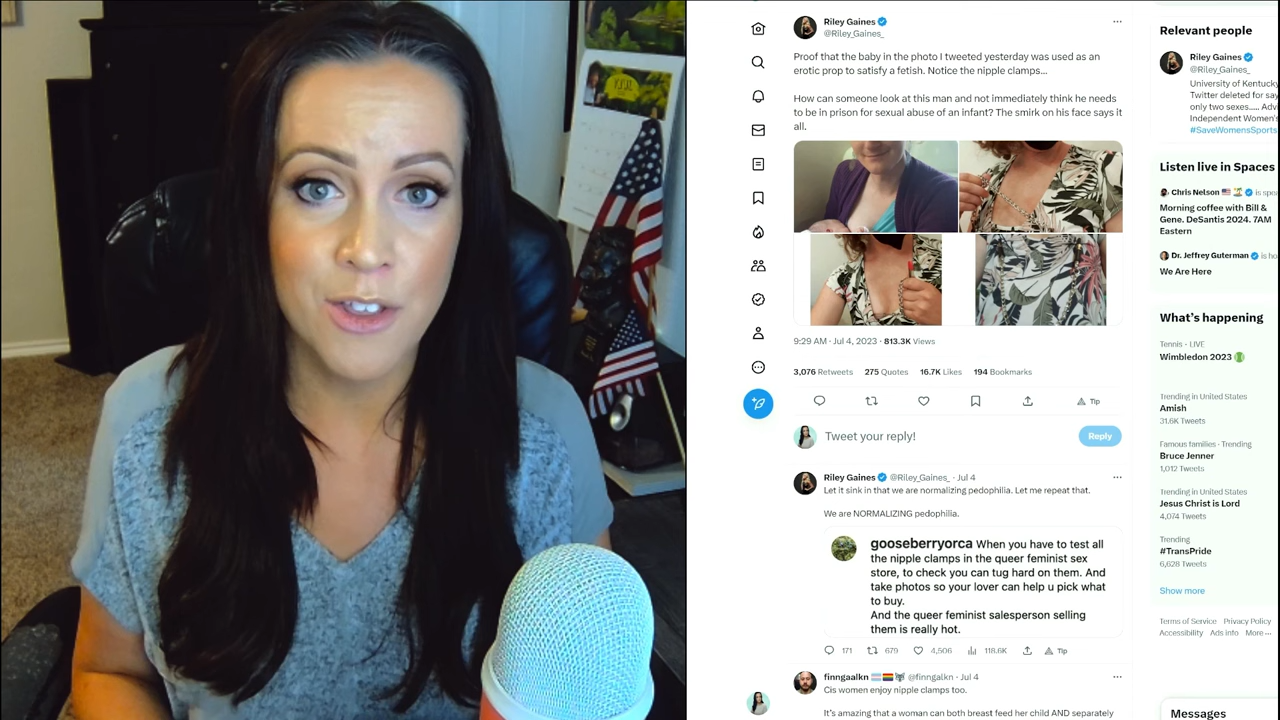 Riley Gaines
@Riley_Gaines_
Proof that the baby in the photo I tweeted yesterday was used as an
erotic prop to satisfy a fetish. Notice the nipple clamps...
How can someone look at this man and not immediately think he needs
to be in prison for sexual abuse of an infant? The smirk on his face says it
all.
9:29 AM · Jul 4, 2023 · 813.3K Views
3,076 Retweets 275 Quotes 16.7K Likes 194 Bookmarks
Tip
Tweet your reply!
Reply
Riley Gaines @Riley_Gaines_ · Jul 4
Let it sink in that we are normalizing pedophilia. Let me repeat that.
We are NORMALIZING pedophilia.
gooseberryorca When you have to test all
the nipple clamps in the queer feminist sex
store, to check you can tug hard on them. And
take photos so your lover can help u pick what
to buy.
And the queer feminist salesperson selling
them is really hot.
171 679 4,506 118.6K Tip
finngaalkn @finngalkn · Jul 4
Cis women enjoy nipple clamps too.
It's amazing that a woman can both breast feed her child AND separately
Relevant people
Riley Gaines
@Riley_Gaines_
University of Kentucky
Twitter deleted for say
only two sexes..... Adv
Independent Women's
#SaveWomensSports
Listen live in Spaces
Chris Nelson is spea
Morning coffee with Bill &
Gene. DeSantis 2024. 7AM
Eastern
Dr. Jeffrey Guterman is ho
We Are Here
What's happening
Tennis · LIVE
Wimbledon 2023
Trending in United States
Amish
31.6K Tweets
Famous families · Trending
Bruce Jenner
1,012 Tweets
Trending in United States
Jesus Christ is Lord
4,074 Tweets
Trending
#TransPride
6,628 Tweets
Show more
Terms of Service Privacy Policy
Accessibility Ads info More ...
Messages